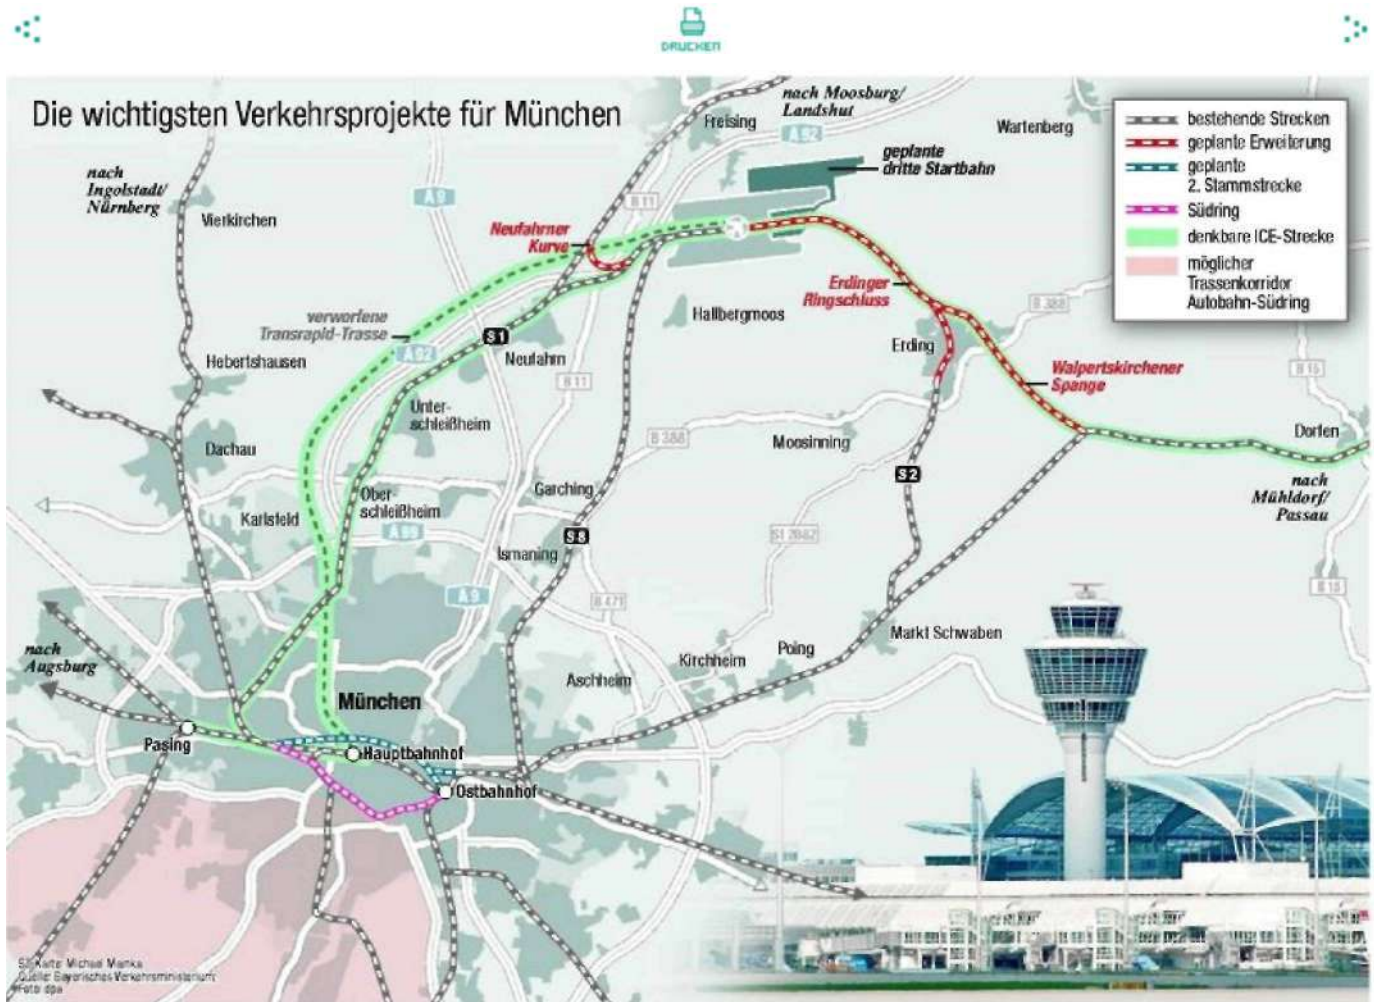 DRUCKEN
Die wichtigsten Verkehrsprojekte für München
nach Moosburg/
Landshut
A 92
Freising
Wartenberg
geplante
dritte Startbahn
bestehende Strecken
geplante Erweiterung
geplante
2. Stammstrecke
Südring
denkbare ICE-Strecke
möglicher
Trassenkorridor
Autobahn-Südring
nach
Ingolstadt/
Nürnberg
A 9
B 11
Vierkirchen
Neufahrner
Kurve
Erdinger
Ringschluss
B 388
verworfene
Transrapid-Trasse
Hallbergmoos
S1
A 92
Neufahrn
Erding
Hebertshausen
B 11
Walpertskirchener
Spange
B 15
Unter-
schleißheim
B 388
Moosinning
Dorfen
Dachau
S2
nach
Mühldorf/
Passau
Garching
Ober-
schleißheim
Karlsfeld
A 99
S8
St 2082
Ismaning
B 15
A 9
B 471
nach
Augsburg
Markt Schwaben
Poing
Kirchheim
Aschheim
München
Pasing
Hauptbahnhof
Ostbahnhof
SZ-Karte: Michael Mainka
Quelle: Bayerisches Verkehrsministerium;
Foto: dpa